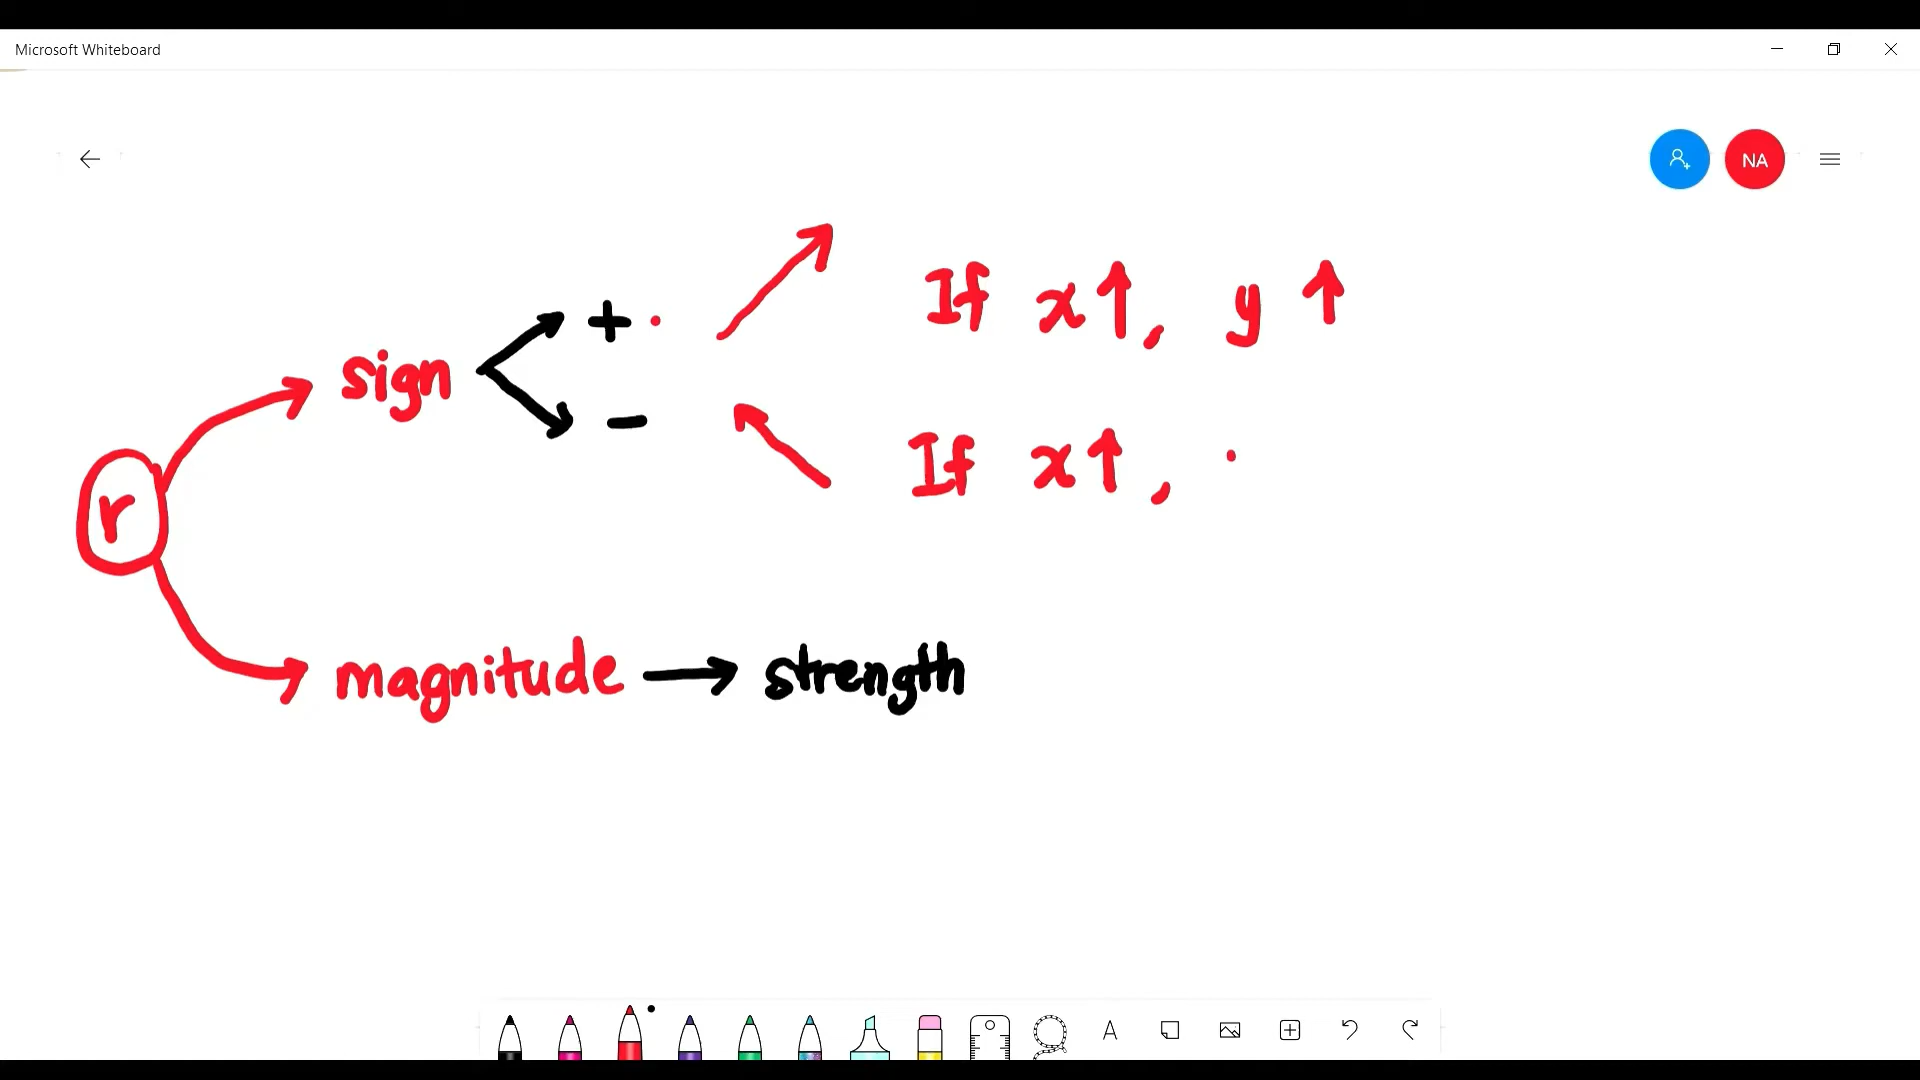 Microsoft Whiteboard
NA
If x↑, y ↑
+
sign
-
If x↑,
r
magnitude → strength
A